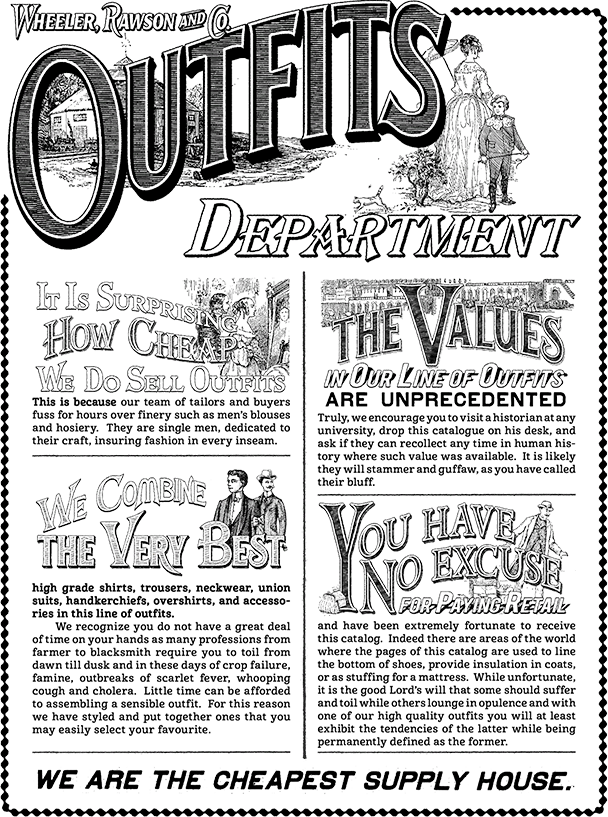 WHEELER, RAWSON AND CO.
OUTFITS
DEPARTMENT
IT IS SURPRISING
HOW CHEAP
WE DO SELL OUTFITS
This is because our team of tailors and buyers
fuss for hours over finery such as men's blouses
and hosiery. They are single men, dedicated to
their craft, insuring fashion in every inseam.
WE COMBINE
THE VERY BEST
high grade shirts, trousers, neckwear, union
suits, handkerchiefs, overshirts, and accesso-
ries in this line of outfits.
We recognize you do not have a great deal
of time on your hands as many professions from
farmer to blacksmith require you to toil from
dawn till dusk and in these days of crop failure,
famine, outbreaks of scarlet fever, whooping
cough and cholera. Little time can be afforded
to assembling a sensible outfit. For this reason
we have styled and put together ones that you
may easily select your favourite.
THE VALUES
IN OUR LINE OF OUTFITS
ARE UNPRECEDENTED
Truly, we encourage you to visit a historian at any
university, drop this catalogue on his desk, and
ask if they can recollect any time in human his-
tory where such value was available. It is likely
they will stammer and guffaw, as you have called
their bluff.
YOU HAVE
NO EXCUSE
FOR PAYING RETAIL
and have been extremely fortunate to receive
this catalog. Indeed there are areas of the world
where the pages of this catalog are used to line
the bottom of shoes, provide insulation in coats,
or as stuffing for a mattress. While unfortunate,
it is the good Lord's will that some should suffer
and toil while others lounge in opulence and with
one of our high quality outfits you will at least
exhibit the tendencies of the latter while being
permanently defined as the former.
WE ARE THE CHEAPEST SUPPLY HOUSE.